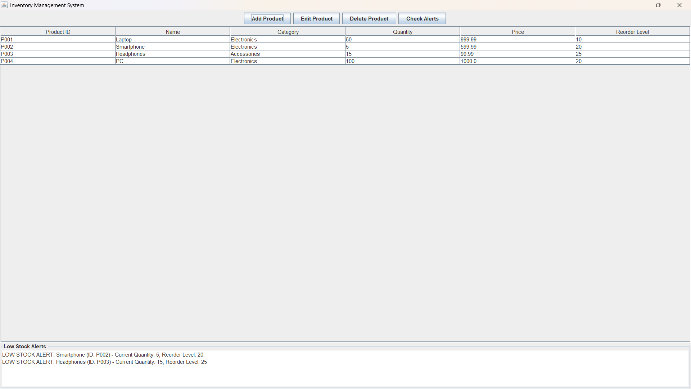 Inventory Management System
Add Product Edit Product Delete Product Check Alerts
Product ID Name Category Quantity Price Reorder Level
P001 Laptop Electronics 50 999.99 10
P002 Smartphone Electronics 5 599.99 20
P003 Headphones Accessories 15 99.99 25
P004 PC Electronics 100 1000.0 20
Low Stock Alerts
LOW STOCK ALERT: Smartphone (ID: P002) - Current Quantity: 5, Reorder Level: 20
LOW STOCK ALERT: Headphones (ID: P003) - Current Quantity: 15, Reorder Level: 25